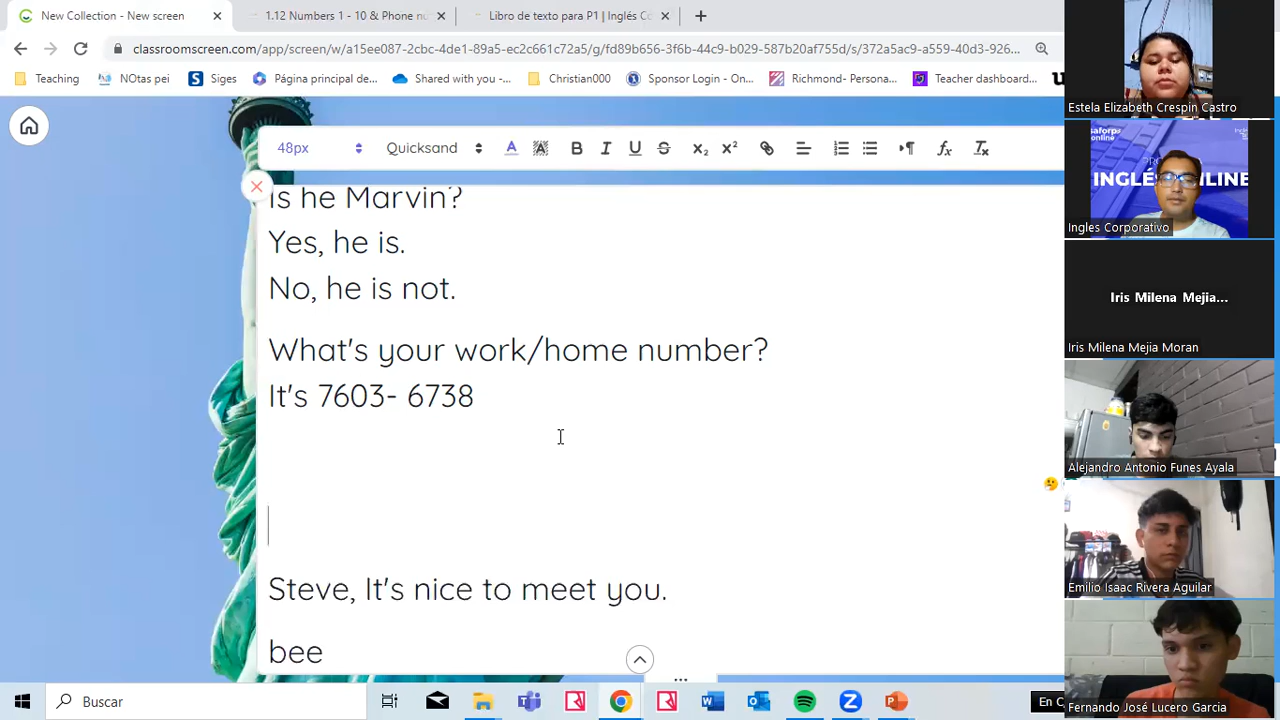 New Collection - New screen
1.12 Numbers 1 - 10 & Phone nu
Libro de texto para P1 | Inglés Co
classroomscreen.com/app/screen/w/a15ee087-2cbc-4de1-89a5-ec2c661c72a5/g/fd89b656-3f6b-44c9-b029-587b20af755d/s/372a5ac9-a559-40d3-926...
Teaching
NOtas pei
Siges
Página principal de...
Shared with you -...
Christian000
Sponsor Login - On...
Richmond- Persona...
Teacher dashboard...
48px
Quicksand
Is he Marvin?
Yes, he is.
No, he is not.
What's your work/home number?
It's 7603- 6738
Steve, It's nice to meet you.
bee
Buscar
Estela Elizabeth Crespin Castro
saforp
online
INGLÉS ONLINE
Ingles Corporativo
Iris Milena Mejia...
Iris Milena Mejia Moran
Alejandro Antonio Funes Ayala
Emilio Isaac Rivera Aguilar
Fernando José Lucero Garcia